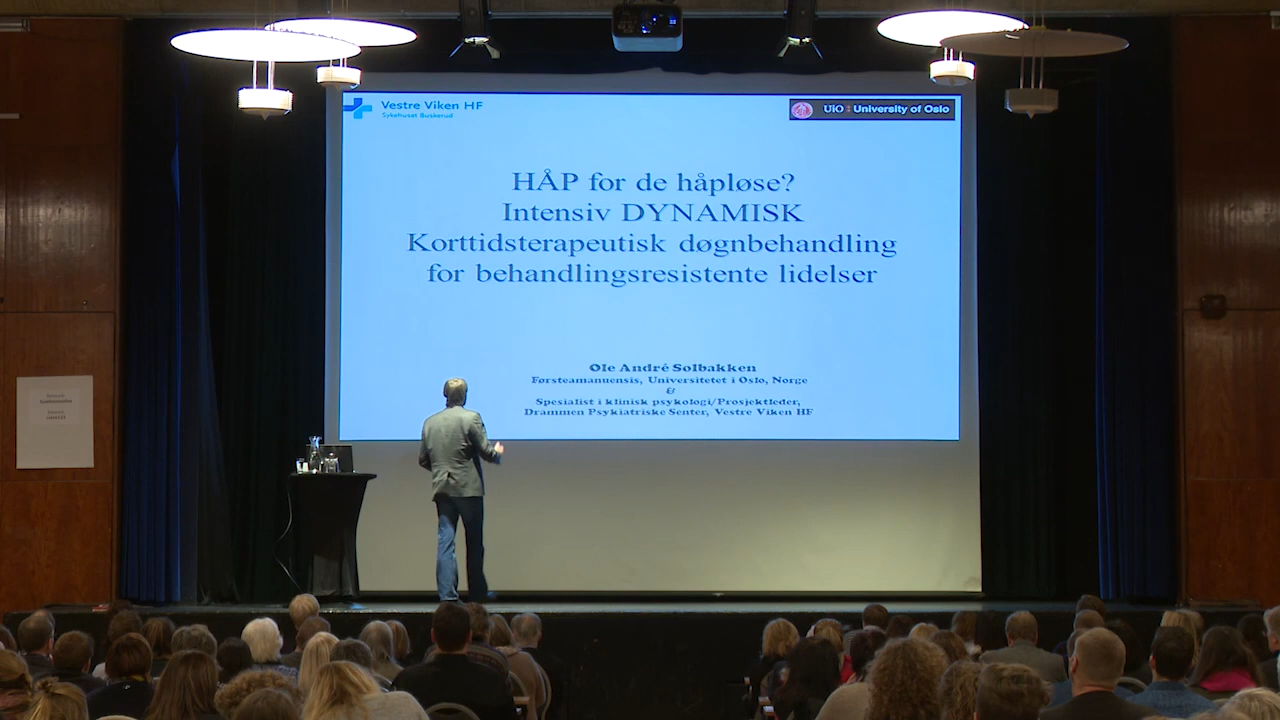 Vestre Viken HF
Sykehuset Buskerud
UiO : University of Oslo
HÅP for de håpløse?
Intensiv DYNAMISK
Korttidsterapeutisk døgnbehandling
for behandlingsresistente lidelser
Ole André Solbakken
Førsteamanuensis, Universitetet i Oslo, Norge
&
Spesialist i klinisk psykologi/Prosjektleder,
Drammen Psykiatriske Senter, Vestre Viken HF